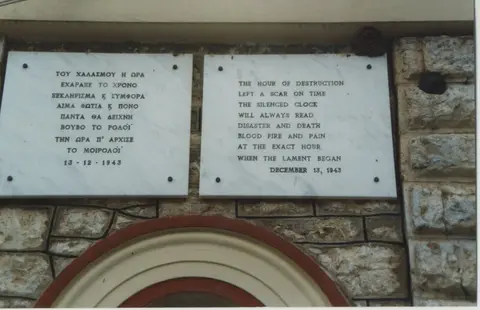 ΤΟΥ ΧΑΛΑΣΜΟΥ Η ΩΡΑ
ΕΧΑΡΑΞΕ ΤΟ ΧΡΟΝΟ
ΞΕΚΛΗΡΙΣΜΑ ϗ ΣΥΜΦΟΡΑ
ΑΙΜΑ ΦΩΤΙΑ ϗ ΠΟΝΟ
ΠΑΝΤΑ ΘΑ ΔΕΙΧΝΗ
ΒΟΥΒΟ ΤΟ ΡΟΛΟΪ
ΤΗΝ ΩΡΑ Π' ΑΡΧΙΣΕ
ΤΟ ΜΟΙΡΟΛΟΪ
13-12-1943
THE HOUR OF DESTRUCTION
LEFT A SCAR ON TIME
THE SILENCED CLOCK
WILL ALWAYS READ
DISASTER AND DEATH
BLOOD FIRE AND PAIN
AT THE EXACT HOUR
WHEN THE LAMENT BEGAN
DECEMBER 13, 1943